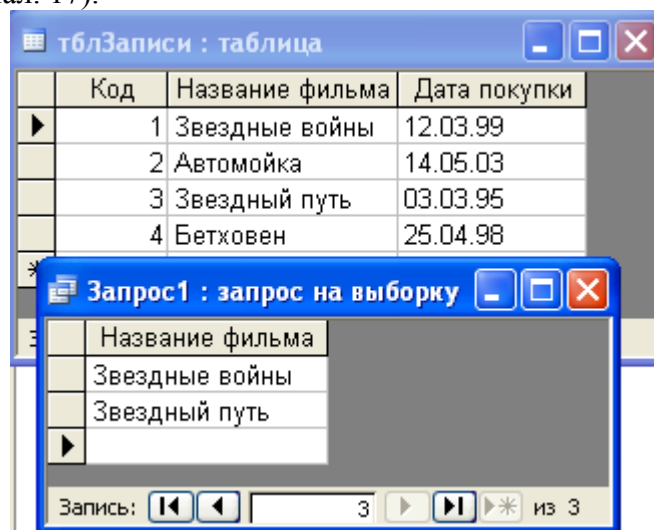 тблЗаписи : таблица
Код Название фильма Дата покупки
1 Звездные войны 12.03.99
2 Автомойка 14.05.03
3 Звездный путь 03.03.95
4 Бетховен 25.04.98
Запрос1 : запрос на выборку
Название фильма
Звездные войны
Звездный путь
Запись: 3 из 3